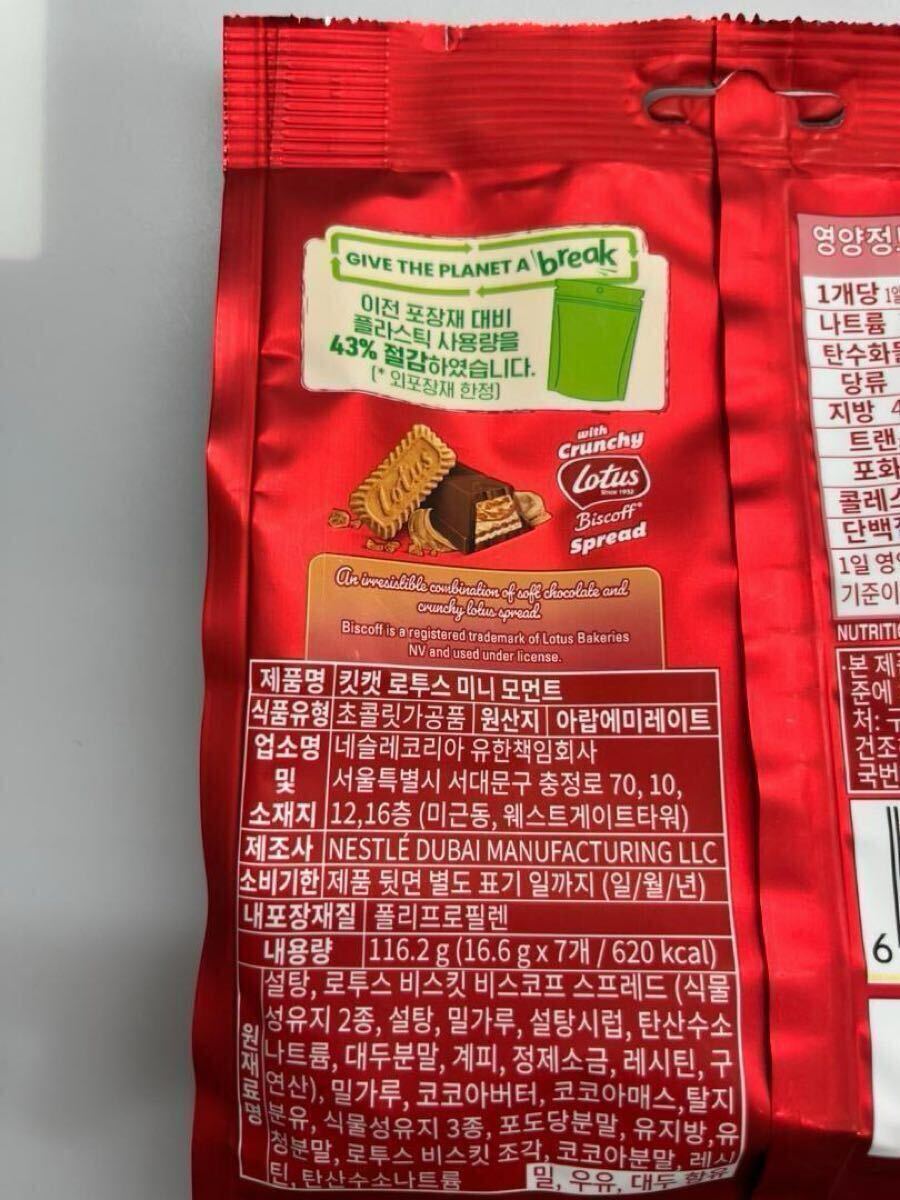 GIVE THE PLANET A break
이전 포장재 대비
플라스틱 사용량을
43% 절감하였습니다.
(* 외포장재 한정)
with
Crunchy
Lotus
Since 1932
Biscoff®
Spread
Lotus
An irresistible combination of soft chocolate and
crunchy lotus spread.
Biscoff is a registered trademark of Lotus Bakeries
NV and used under license.
제품명 킷캣 로투스 미니 모먼트
식품유형 초콜릿가공품 원산지 아랍에미레이트
업소명 네슬레코리아 유한책임회사
및 서울특별시 서대문구 충정로 70, 10,
소재지 12,16층 (미근동, 웨스트게이트타워)
제조사 NESTLÉ DUBAI MANUFACTURING LLC
소비기한 제품 뒷면 별도 표기 일까지 (일/월/년)
내포장재질 폴리프로필렌
내용량 116.2 g (16.6 g x 7개 / 620 kcal)
원재료명
설탕, 로투스 비스킷 비스코프 스프레드 (식물
성유지 2종, 설탕, 밀가루, 설탕시럽, 탄산수소
나트륨, 대두분말, 계피, 정제소금, 레시틴, 구
연산), 밀가루, 코코아버터, 코코아매스, 탈지
분유, 식물성유지 3종, 포도당분말, 유지방, 유
청분말, 로투스 비스킷 조각, 코코아분말, 레시
틴, 탄산수소나트륨
밀, 우유, 대두 함유
영양정
1개당
나트륨
탄수화
당류
지방
트랜
포화
콜레
단백
1일 영
기준이
NUTRITI
·본 제
준에
처:
건조
국번
6